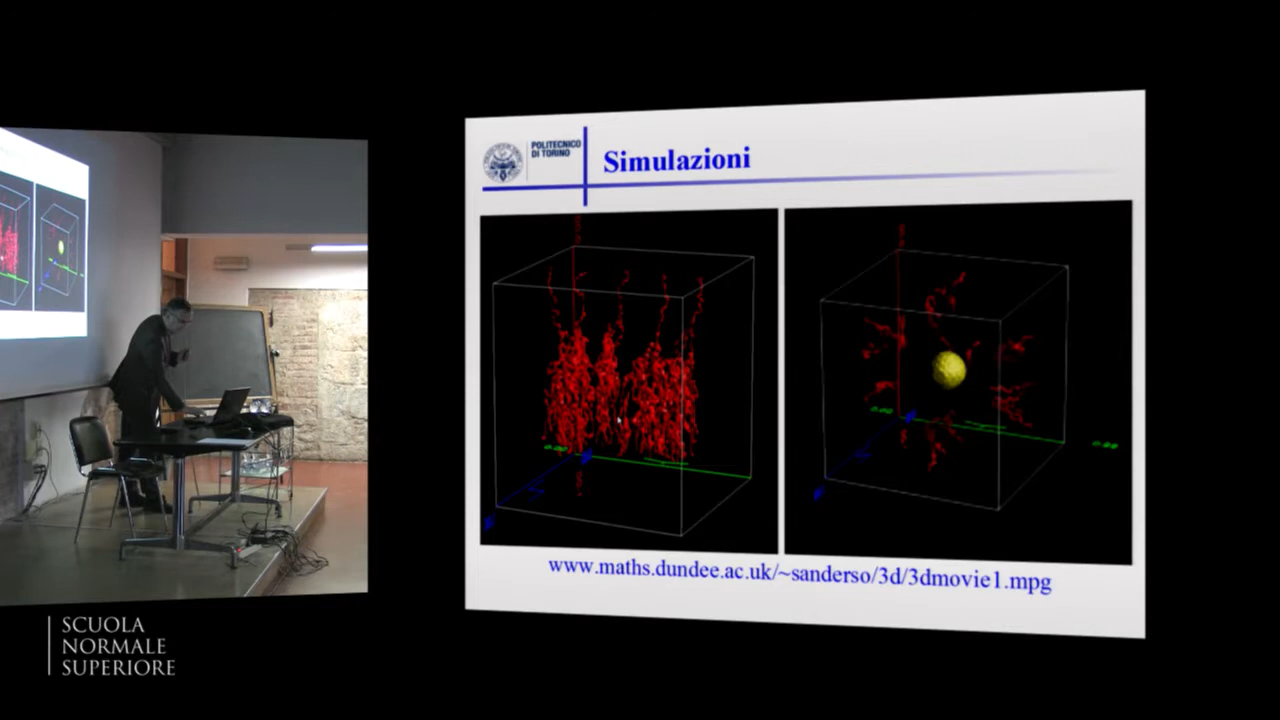 POLITECNICO
DI TORINO
Simulazioni
www.maths.dundee.ac.uk/~sanderso/3d/3dmovie1.mpg
SCUOLA
NORMALE
SUPERIORE